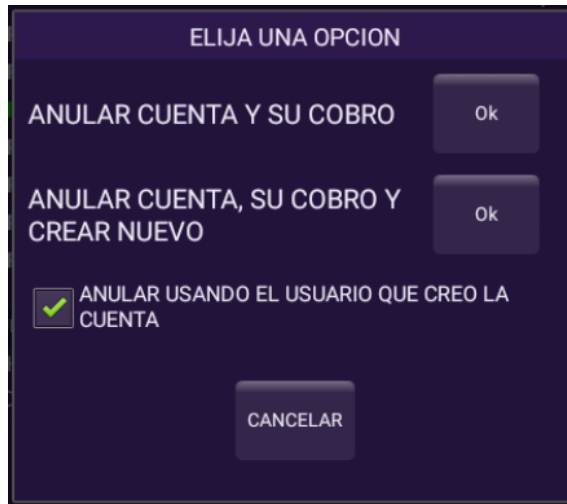 ELIJA UNA OPCION
ANULAR CUENTA Y SU COBRO
Ok
ANULAR CUENTA, SU COBRO Y
CREAR NUEVO
Ok
ANULAR USANDO EL USUARIO QUE CREO LA
CUENTA
CANCELAR